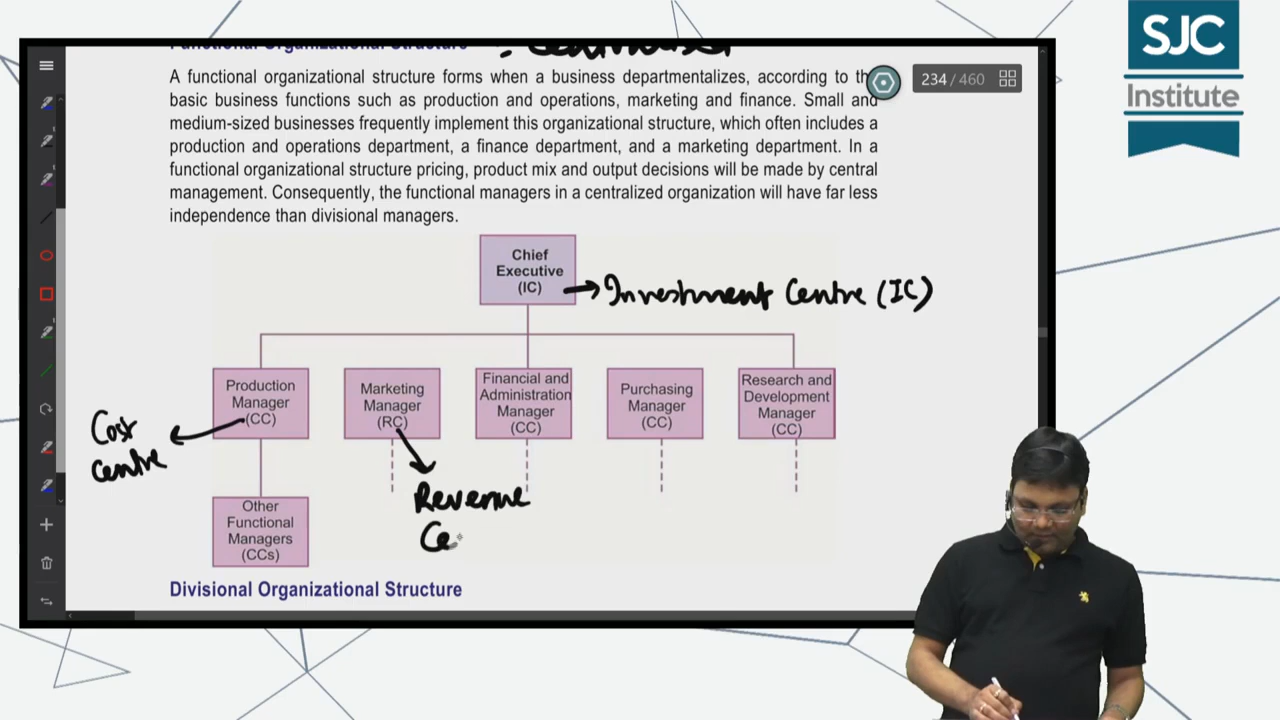 Functional Organizational Structure
A functional organizational structure forms when a business departmentalizes, according to the
basic business functions such as production and operations, marketing and finance. Small and
medium-sized businesses frequently implement this organizational structure, which often includes a
production and operations department, a finance department, and a marketing department. In a
functional organizational structure pricing, product mix and output decisions will be made by central
management. Consequently, the functional managers in a centralized organization will have far less
independence than divisional managers.
234 / 460
SJC
Institute
Chief
Executive
(IC)
Investment Centre (IC)
Production
Manager
(CC)
Marketing
Manager
(RC)
Financial and
Administration
Manager
(CC)
Purchasing
Manager
(CC)
Research and
Development
Manager
(CC)
Cost
Centre
Revenue
Ce
Other
Functional
Managers
(CCs)
Divisional Organizational Structure